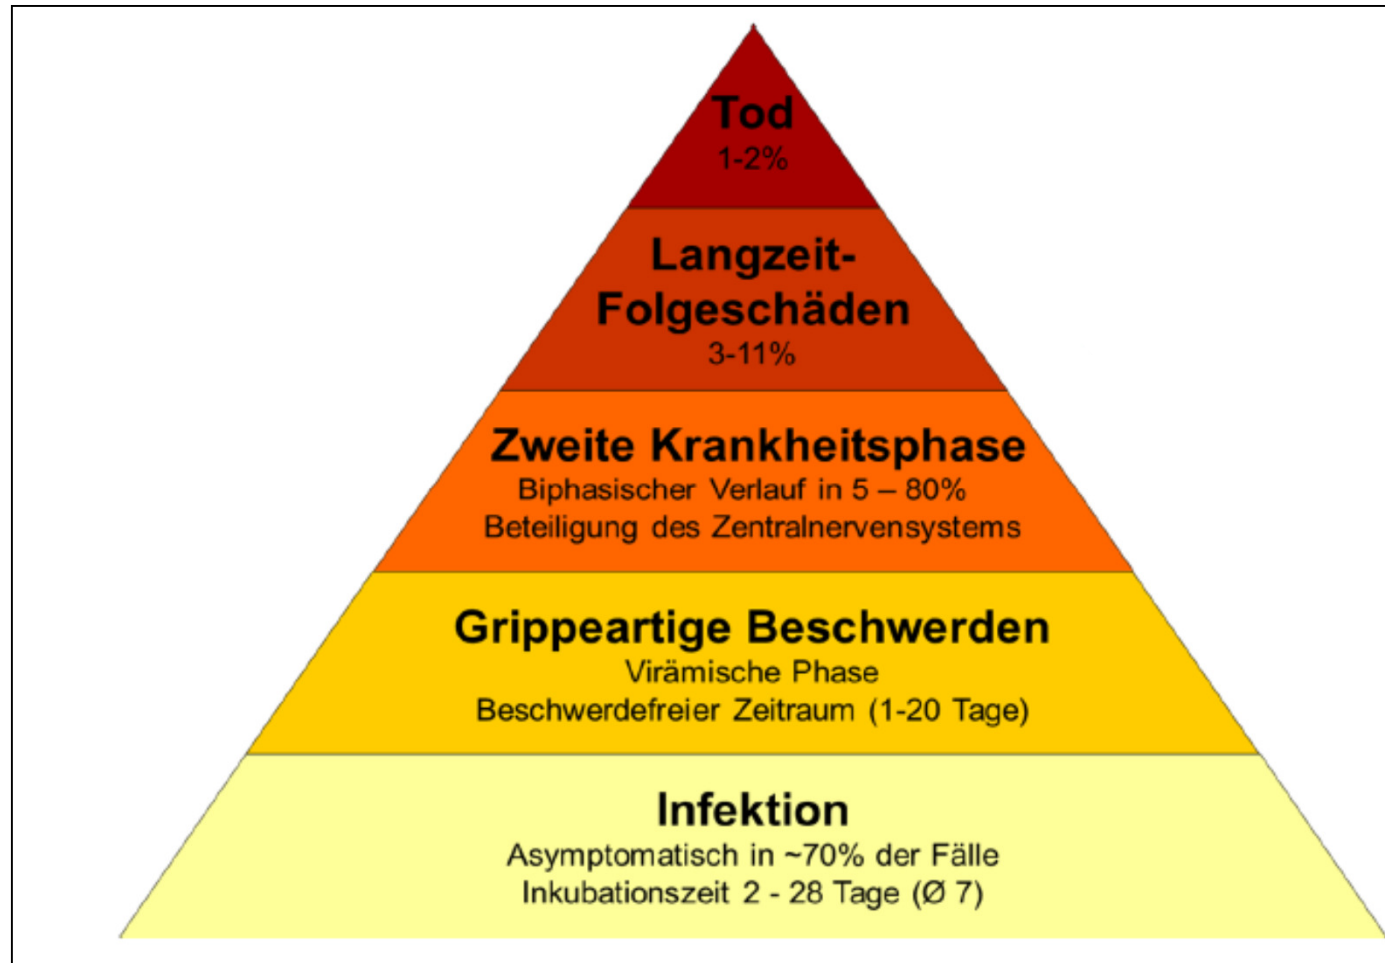 Tod
1-2%
Langzeit-
Folgeschäden
3-11%
Zweite Krankheitsphase
Biphasischer Verlauf in 5 – 80%
Beteiligung des Zentralnervensystems
Grippeartige Beschwerden
Virämische Phase
Beschwerdefreier Zeitraum (1-20 Tage)
Infektion
Asymptomatisch in ~70% der Fälle
Inkubationszeit 2 - 28 Tage (Ø 7)